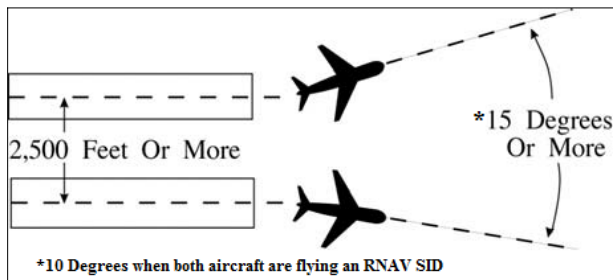 *15 Degrees
Or More
2,500 Feet Or More
*10 Degrees when both aircraft are flying an RNAV SID